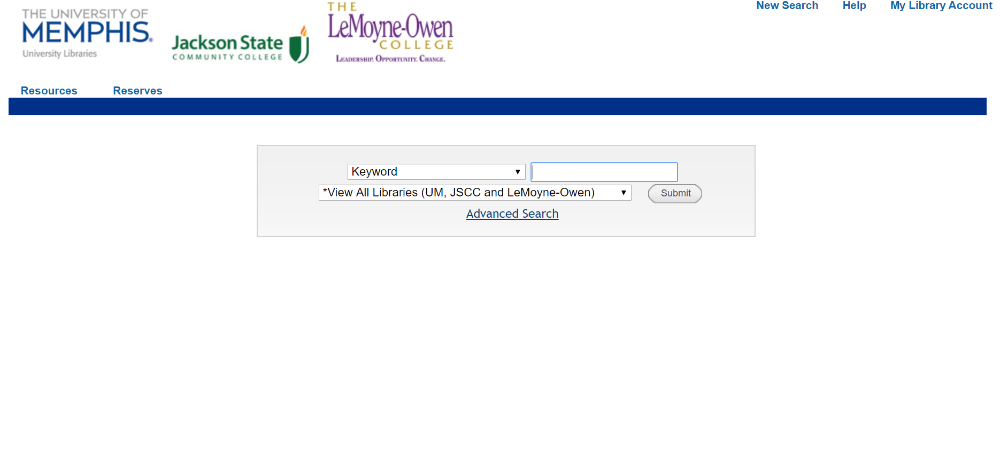 THE UNIVERSITY OF
MEMPHIS®
University Libraries
Jackson State
COMMUNITY COLLEGE
THE
LeMoyne-Owen
COLLEGE
LEADERSHIP. OPPORTUNITY. CHANGE.
New Search Help My Library Account
Resources Reserves
Keyword
*View All Libraries (UM, JSCC and LeMoyne-Owen) Submit
Advanced Search